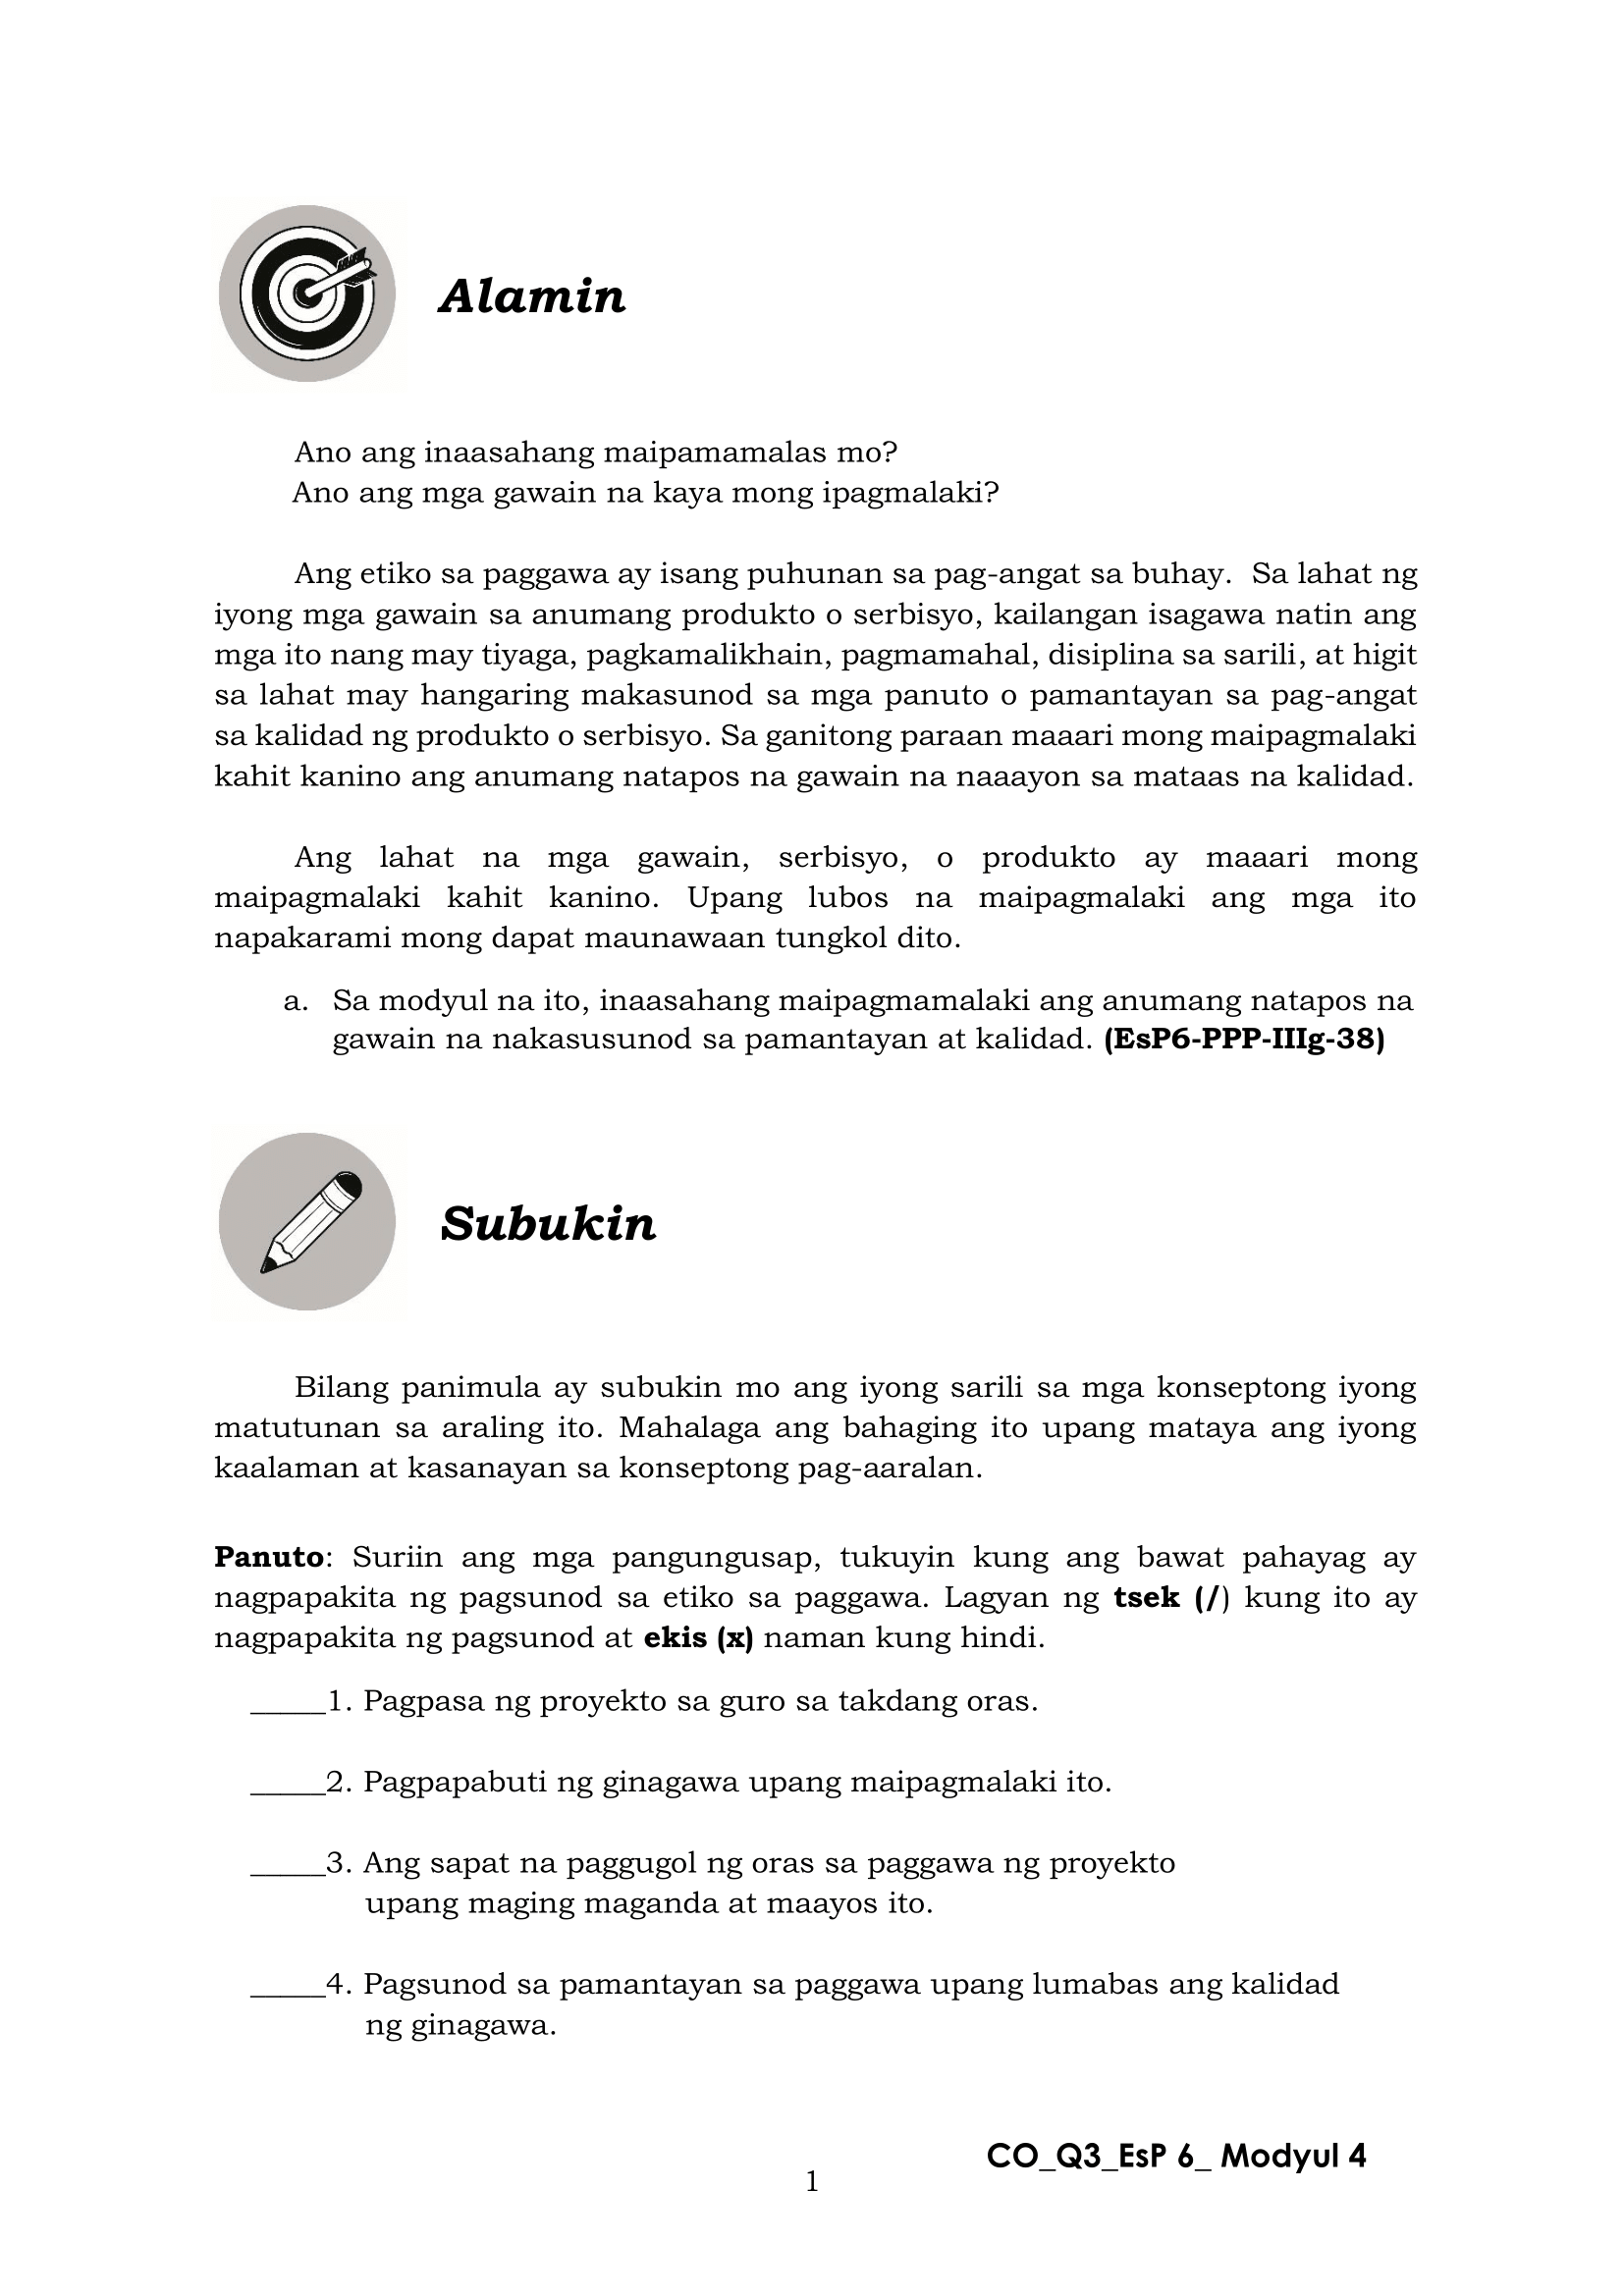 Alamin
Ano ang inaasahang maipamamalas mo?
Ano ang mga gawain na kaya mong ipagmalaki?
Ang etiko sa paggawa ay isang puhunan sa pag-angat sa buhay.  Sa lahat ng
iyong mga gawain sa anumang produkto o serbisyo, kailangan isagawa natin ang
mga ito nang may tiyaga, pagkamalikhain, pagmamahal, disiplina sa sarili, at higit
sa lahat may hangaring makasunod sa mga panuto o pamantayan sa pag-angat
sa kalidad ng produkto o serbisyo. Sa ganitong paraan maaari mong maipagmalaki
kahit kanino ang anumang natapos na gawain na naaayon sa mataas na kalidad.
Ang lahat na mga gawain, serbisyo, o produkto ay maaari mong
maipagmalaki kahit kanino. Upang lubos na maipagmalaki ang mga ito
napakarami mong dapat maunawaan tungkol dito.
a. Sa modyul na ito, inaasahang maipagmamalaki ang anumang natapos na
gawain na nakasusunod sa pamantayan at kalidad. (EsP6-PPP-IIIg-38)
Subukin
Bilang panimula ay subukin mo ang iyong sarili sa mga konseptong iyong
matutunan sa araling ito. Mahalaga ang bahaging ito upang mataya ang iyong
kaalaman at kasanayan sa konseptong pag-aaralan.
Panuto: Suriin ang mga pangungusap, tukuyin kung ang bawat pahayag ay
nagpapakita ng pagsunod sa etiko sa paggawa. Lagyan ng tsek (/) kung ito ay
nagpapakita ng pagsunod at ekis (x) naman kung hindi.
_____1. Pagpasa ng proyekto sa guro sa takdang oras.
_____2. Pagpapabuti ng ginagawa upang maipagmalaki ito.
_____3. Ang sapat na paggugol ng oras sa paggawa ng proyekto
upang maging maganda at maayos ito.
_____4. Pagsunod sa pamantayan sa paggawa upang lumabas ang kalidad
ng ginagawa.
CO_Q3_EsP 6_ Modyul 4
1